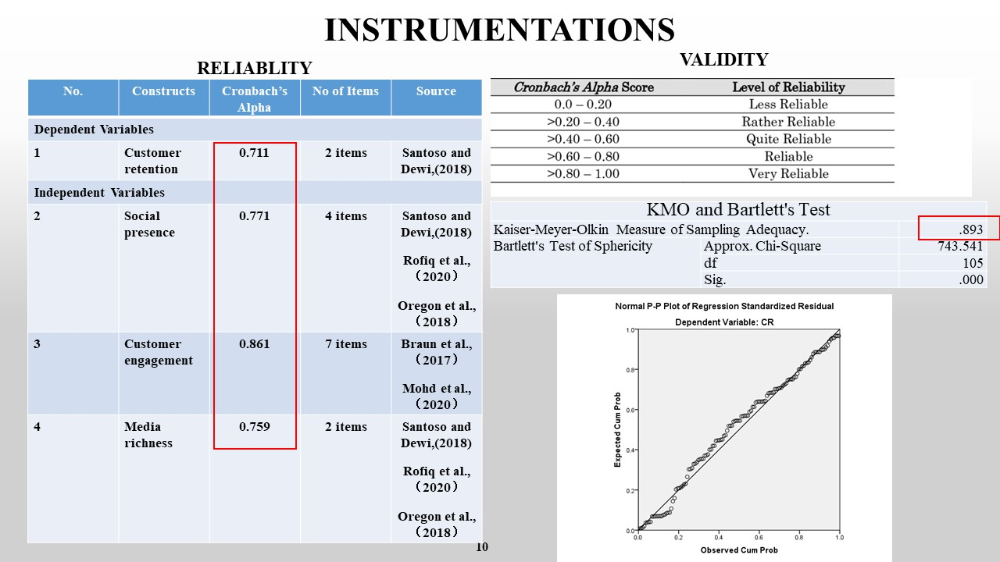 INSTRUMENTATIONS
RELIABLITY
No. Constructs Cronbach's Alpha No of Items Source
Dependent Variables
1 Customer retention 0.711 2 items Santoso and Dewi,(2018)
Independent Variables
2 Social presence 0.771 4 items Santoso and Dewi,(2018)
Rofiq et al.,
（2020）
Oregon et al.,
（2018）
3 Customer engagement 0.861 7 items Braun et al.,
（2017）
Mohd et al.,
（2020）
4 Media richness 0.759 2 items Santoso and Dewi,(2018)
Rofiq et al.,
（2020）
Oregon et al.,
（2018）
VALIDITY
Cronbach's Alpha Score Level of Reliability
0.0 – 0.20 Less Reliable
>0.20 – 0.40 Rather Reliable
>0.40 – 0.60 Quite Reliable
>0.60 – 0.80 Reliable
>0.80 – 1.00 Very Reliable
KMO and Bartlett's Test
Kaiser-Meyer-Olkin Measure of Sampling Adequacy. .893
Bartlett's Test of Sphericity Approx. Chi-Square 743.541
df 105
Sig. .000
Normal P-P Plot of Regression Standardized Residual
Dependent Variable: CR
Expected Cum Prob
1.0
0.8
0.6
0.4
0.2
0.0
0.0 0.2 0.4 0.6 0.8 1.0
Observed Cum Prob
10